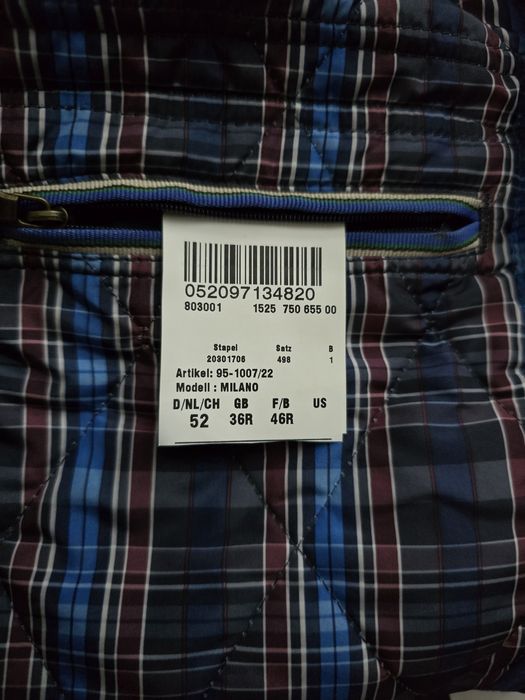 052097134820
803001 1525 750 655 00
Stapel Satz B
20301706 498 1
Artikel: 95-1007/22
Modell : MILANO
D/NL/CH GB F/B US
52 36R 46R